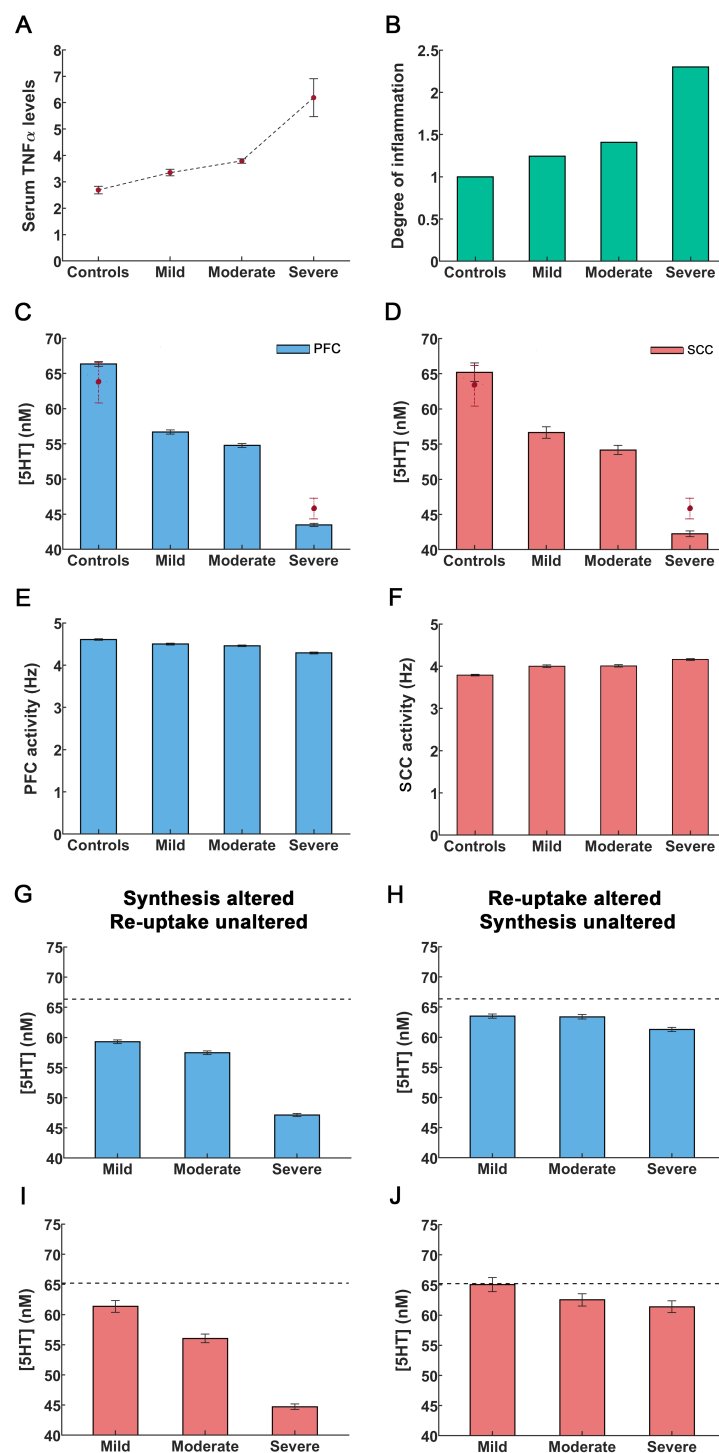 A
8
7
6
5
4
3
2
1
0
Serum TNFα levels
Controls Mild Moderate Severe
B
2.5
2
1.5
1
0.5
0
Degree of inflammation
Controls Mild Moderate Severe
C
70
65
60
55
50
45
40
[5HT] (nM)
PFC
Controls Mild Moderate Severe
D
70
65
60
55
50
45
40
[5HT] (nM)
SCC
Controls Mild Moderate Severe
E
5
4
3
2
1
0
PFC activity (Hz)
Controls Mild Moderate Severe
F
5
4
3
2
1
0
SCC activity (Hz)
Controls Mild Moderate Severe
G
Synthesis altered
Re-uptake unaltered
75
70
65
60
55
50
45
40
[5HT] (nM)
Mild Moderate Severe
H
Re-uptake altered
Synthesis unaltered
75
70
65
60
55
50
45
40
[5HT] (nM)
Mild Moderate Severe
I
75
70
65
60
55
50
45
40
[5HT] (nM)
Mild Moderate Severe
J
75
70
65
60
55
50
45
40
[5HT] (nM)
Mild Moderate Severe